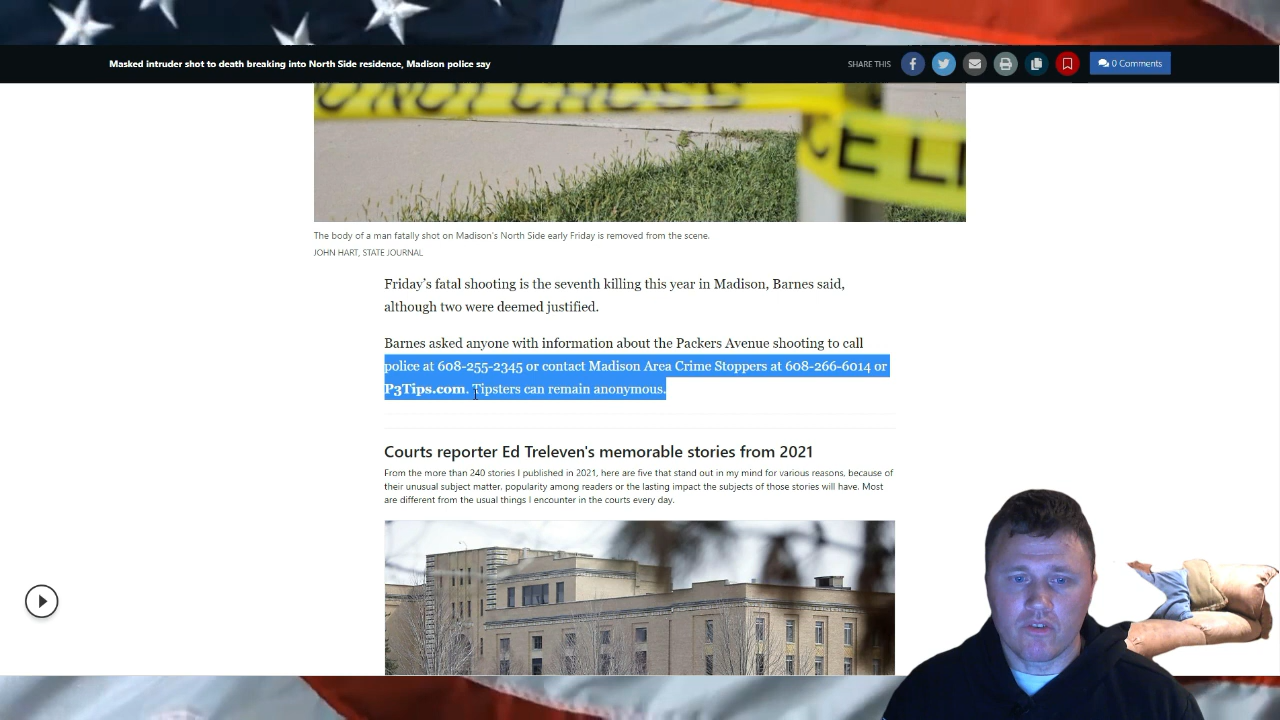 Masked intruder shot to death breaking into North Side residence, Madison police say
SHARE THIS
0 Comments
O NOT CROSS
CE LI
The body of a man fatally shot on Madison's North Side early Friday is removed from the scene.
JOHN HART, STATE JOURNAL
Friday's fatal shooting is the seventh killing this year in Madison, Barnes said,
although two were deemed justified.
Barnes asked anyone with information about the Packers Avenue shooting to call
police at 608-255-2345 or contact Madison Area Crime Stoppers at 608-266-6014 or
P3Tips.com. Tipsters can remain anonymous.
Courts reporter Ed Treleven's memorable stories from 2021
From the more than 240 stories I published in 2021, here are five that stand out in my mind for various reasons, because of
their unusual subject matter, popularity among readers or the lasting impact the subjects of those stories will have. Most
are different from the usual things I encounter in the courts every day.